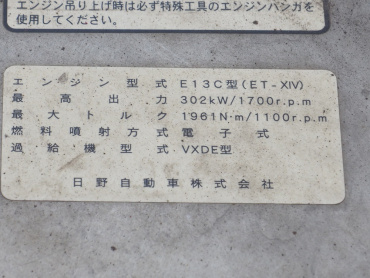 エンジン吊り上げ時は必ず特殊工具のエンジンハンガを
使用してください。
エンジン型式 E13C型(ET-XIV)
最高出力 302kW/1700r.p.m
最大トルク 1961N·m/1100r.p.m
燃料噴射方式 電子式
過給機型式 VXDE型
日野自動車株式会社